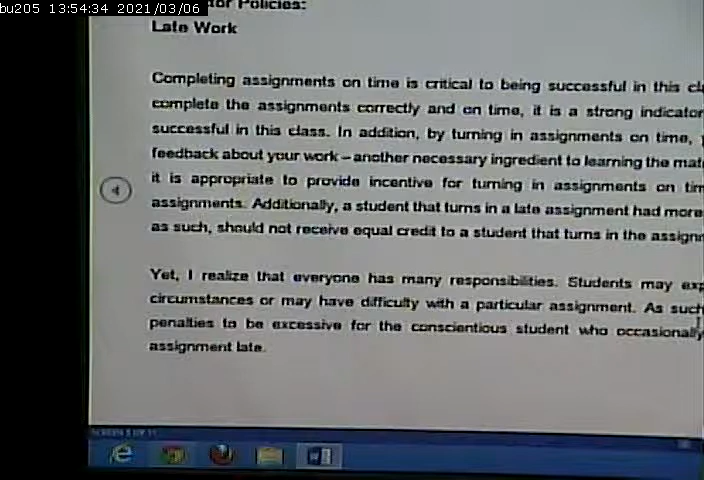 bu205 13:54:34 2021/03/06
Policies:
Late Work
Completing assignments on time is critical to being successful in this
complete the assignments correctly and on time, it is a strong indicator
successful in this class. In addition, by turning in assignments on time,
feedback about your work – another necessary ingredient to learning the
it is appropriate to provide incentive for turning in assignments on
assignments. Additionally, a student that turns in a late assignment had more
as such, should not receive equal credit to a student that turns in the
Yet, I realize that everyone has many responsibilities. Students may
circumstances or may have difficulty with a particular assignment. As such
penalties to be excessive for the conscientious student who occasionally
assignment late.